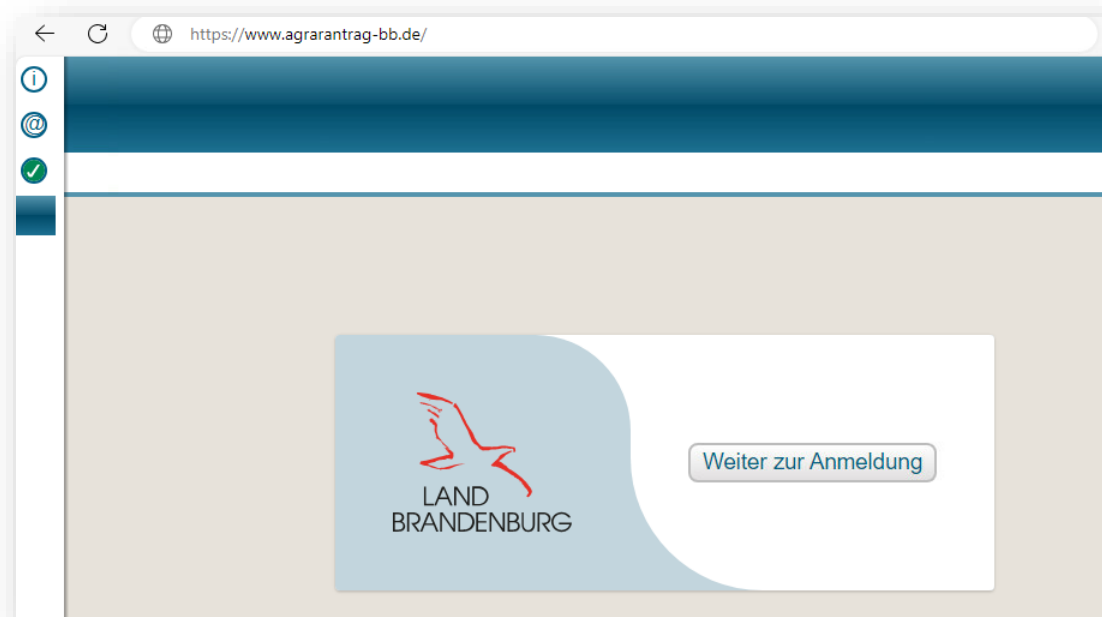 https://www.agrarantrag-bb.de/
i
@
LAND
BRANDENBURG
Weiter zur Anmeldung